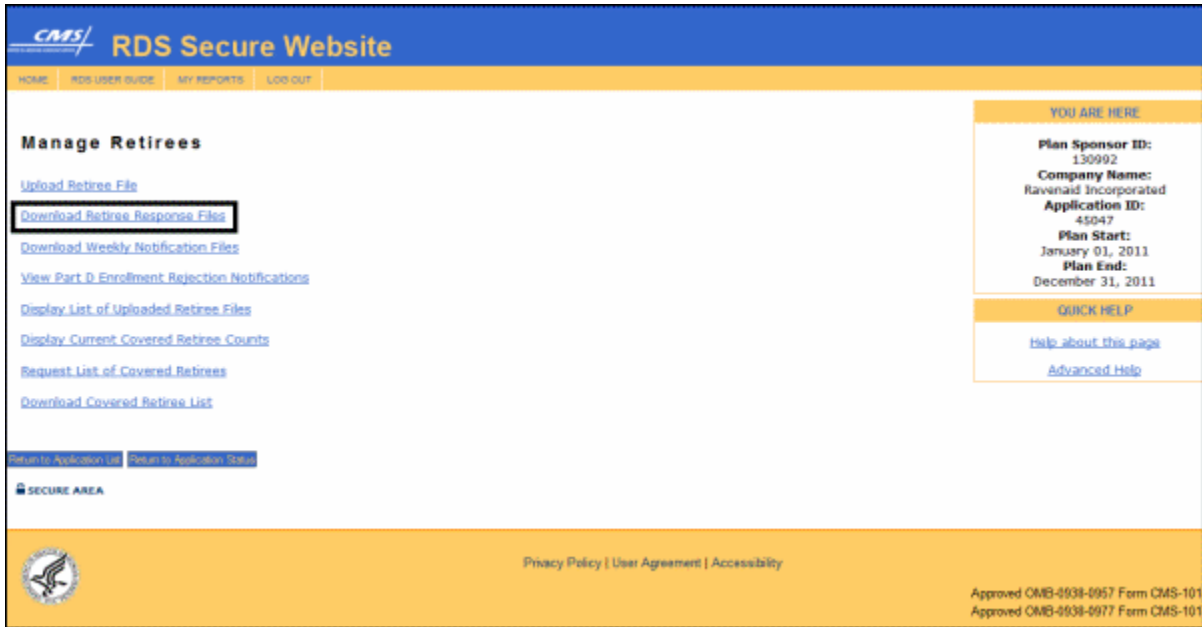 CMS/ RDS Secure Website
HOME RDS USER GUIDE MY REPORTS LOG OUT
Manage Retirees
Upload Retiree File
Download Retiree Response Files
Download Weekly Notification Files
View Part D Enrollment Rejection Notifications
Display List of Uploaded Retiree Files
Display Current Covered Retiree Counts
Request List of Covered Retirees
Download Covered Retiree List
Return to Application List Return to Application Status
SECURE AREA
YOU ARE HERE
Plan Sponsor ID:
130992
Company Name:
Ravenaid Incorporated
Application ID:
45047
Plan Start:
January 01, 2011
Plan End:
December 31, 2011
QUICK HELP
Help about this page
Advanced Help
Privacy Policy | User Agreement | Accessibility
Approved OMB-0938-0957 Form CMS-101
Approved OMB-0938-0977 Form CMS-101